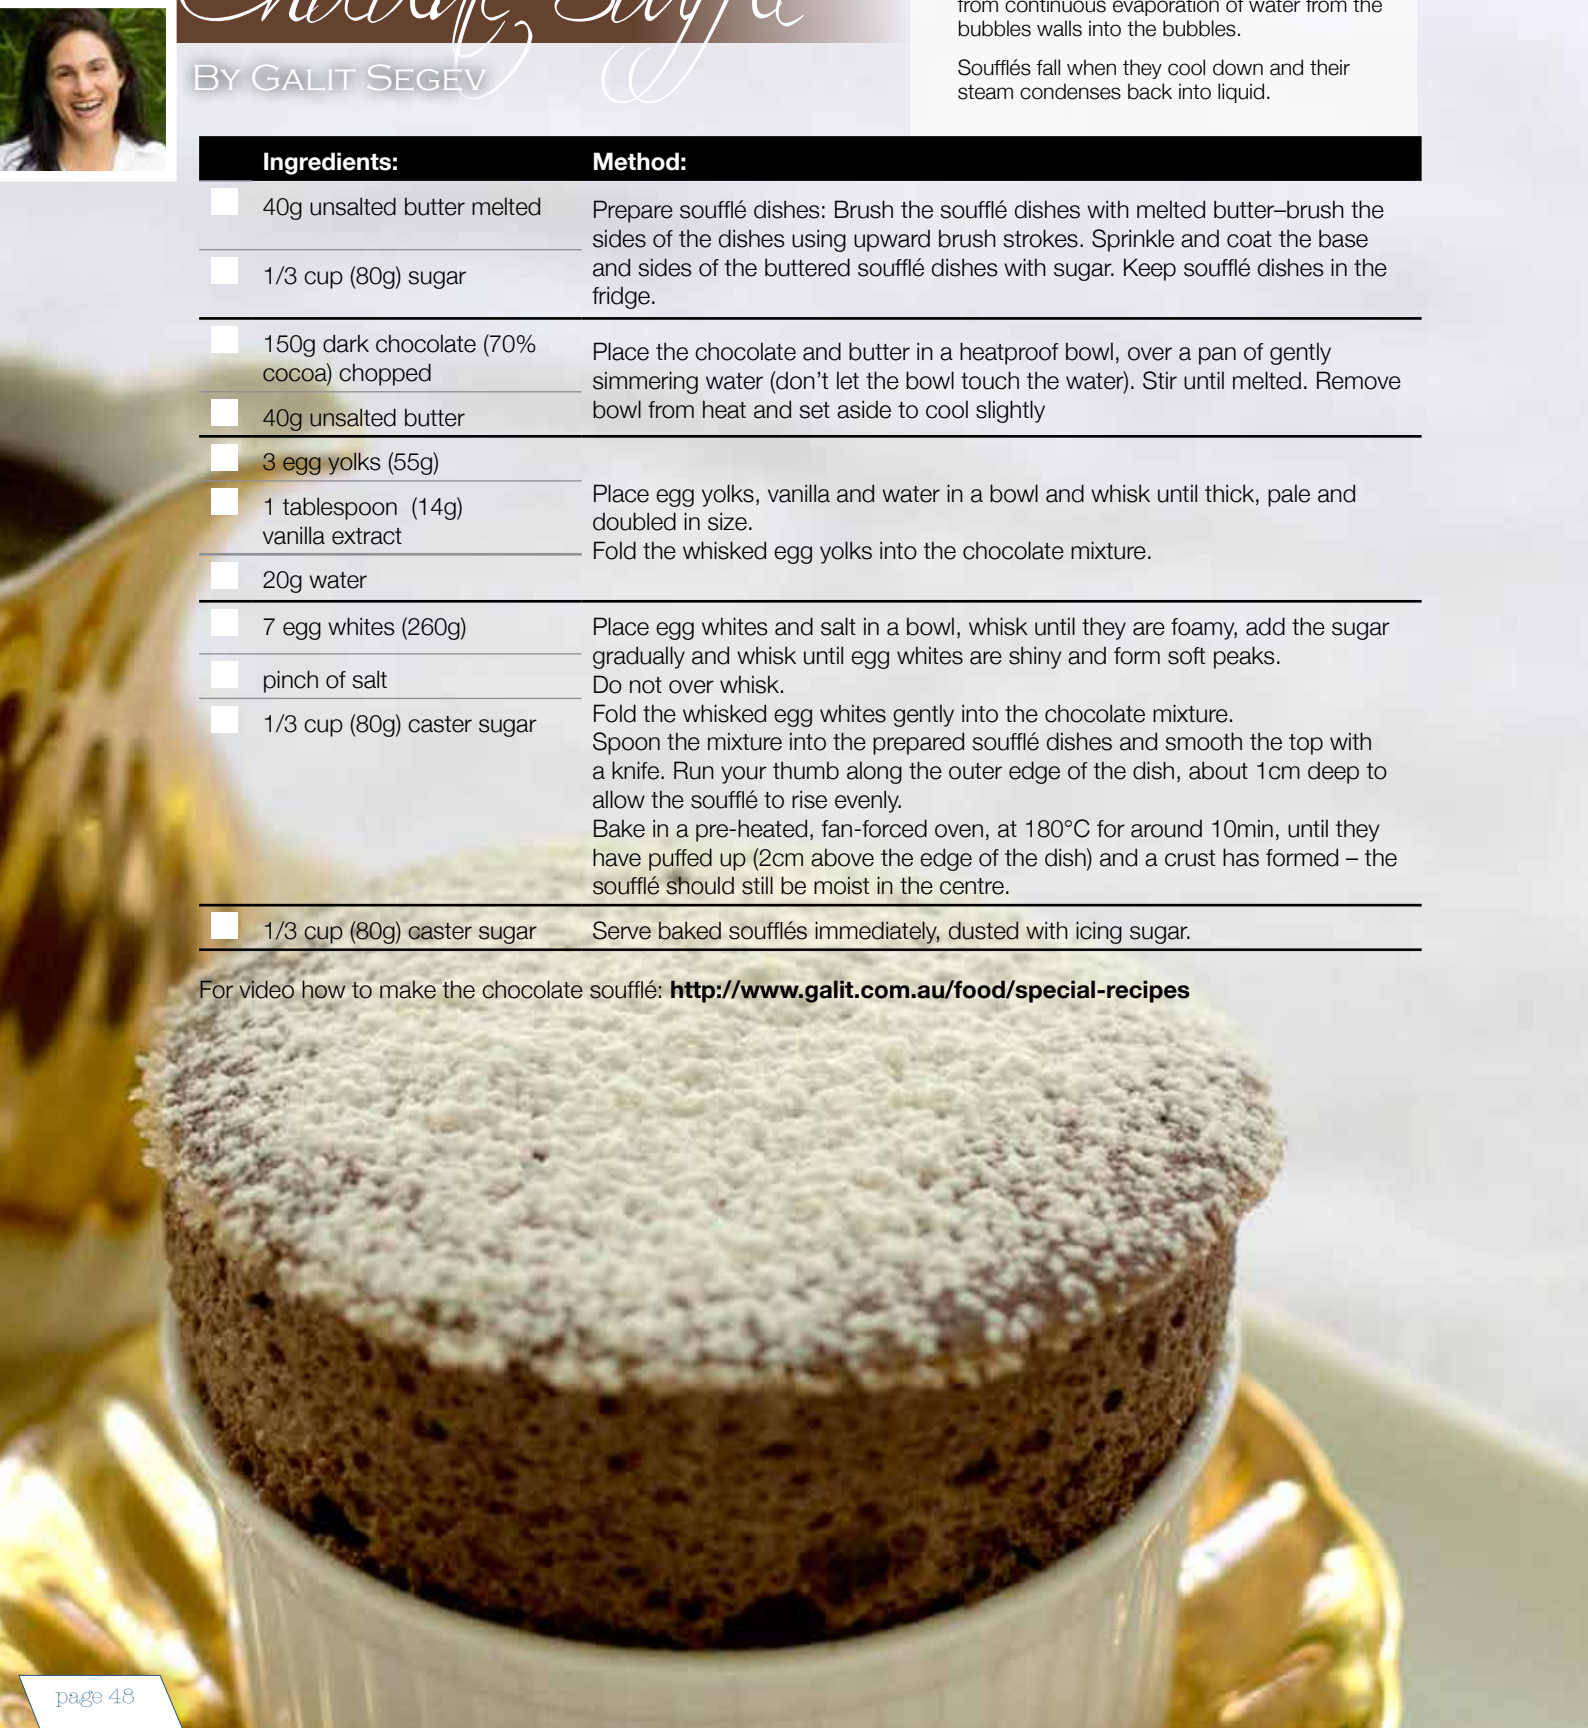 Chocolate Soufflé
BY GALIT SEGEV
from continuous evaporation of water from the
bubbles walls into the bubbles.
Soufflés fall when they cool down and their
steam condenses back into liquid.
Ingredients:
Method:
40g unsalted butter melted
1/3 cup (80g) sugar
Prepare soufflé dishes: Brush the soufflé dishes with melted butter–brush the
sides of the dishes using upward brush strokes. Sprinkle and coat the base
and sides of the buttered soufflé dishes with sugar. Keep soufflé dishes in the
fridge.
150g dark chocolate (70%
cocoa) chopped
40g unsalted butter
Place the chocolate and butter in a heatproof bowl, over a pan of gently
simmering water (don’t let the bowl touch the water). Stir until melted. Remove
bowl from heat and set aside to cool slightly
3 egg yolks (55g)
1 tablespoon  (14g)
vanilla extract
20g water
Place egg yolks, vanilla and water in a bowl and whisk until thick, pale and
doubled in size.
Fold the whisked egg yolks into the chocolate mixture.
7 egg whites (260g)
pinch of salt
1/3 cup (80g) caster sugar
Place egg whites and salt in a bowl, whisk until they are foamy, add the sugar
gradually and whisk until egg whites are shiny and form soft peaks.
Do not over whisk.
Fold the whisked egg whites gently into the chocolate mixture.
Spoon the mixture into the prepared soufflé dishes and smooth the top with
a knife. Run your thumb along the outer edge of the dish, about 1cm deep to
allow the soufflé to rise evenly.
Bake in a pre-heated, fan-forced oven, at 180°C for around 10min, until they
have puffed up (2cm above the edge of the dish) and a crust has formed – the
soufflé should still be moist in the centre.
1/3 cup (80g) caster sugar
Serve baked soufflés immediately, dusted with icing sugar.
For video how to make the chocolate soufflé: http://www.galit.com.au/food/special-recipes
page 48